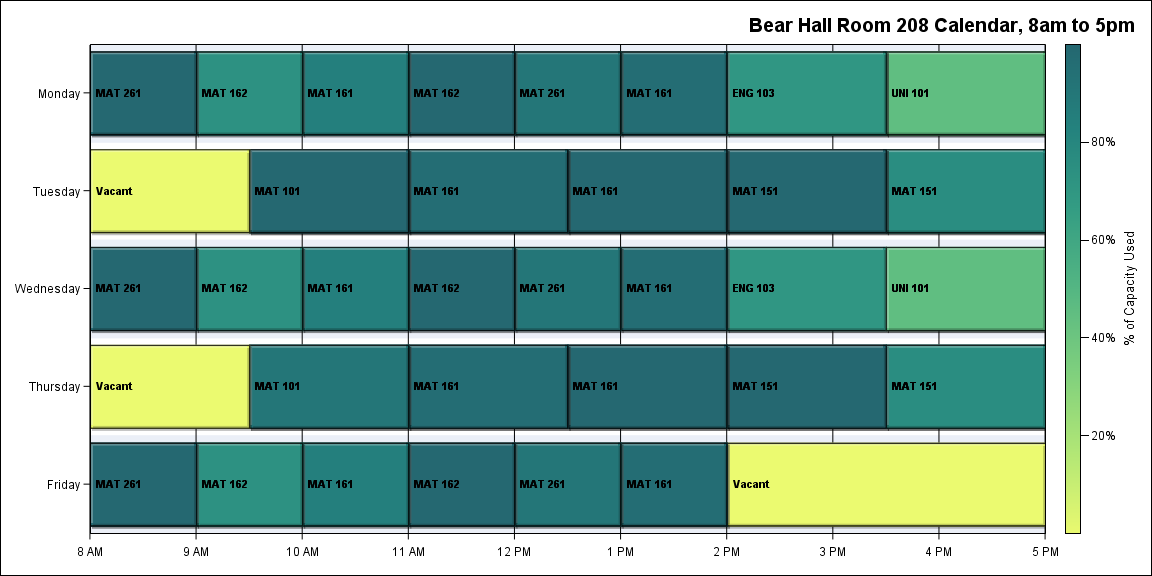 Bear Hall Room 208 Calendar, 8am to 5pm
Monday
MAT 261
MAT 162
MAT 161
MAT 162
MAT 261
MAT 161
ENG 103
UNI 101
Tuesday
Vacant
MAT 101
MAT 161
MAT 161
MAT 151
MAT 151
Wednesday
MAT 261
MAT 162
MAT 161
MAT 162
MAT 261
MAT 161
ENG 103
UNI 101
Thursday
Vacant
MAT 101
MAT 161
MAT 161
MAT 151
MAT 151
Friday
MAT 261
MAT 162
MAT 161
MAT 162
MAT 261
MAT 161
Vacant
8 AM
9 AM
10 AM
11 AM
12 PM
1 PM
2 PM
3 PM
4 PM
5 PM
80%
60%
40%
20%
% of Capacity Used